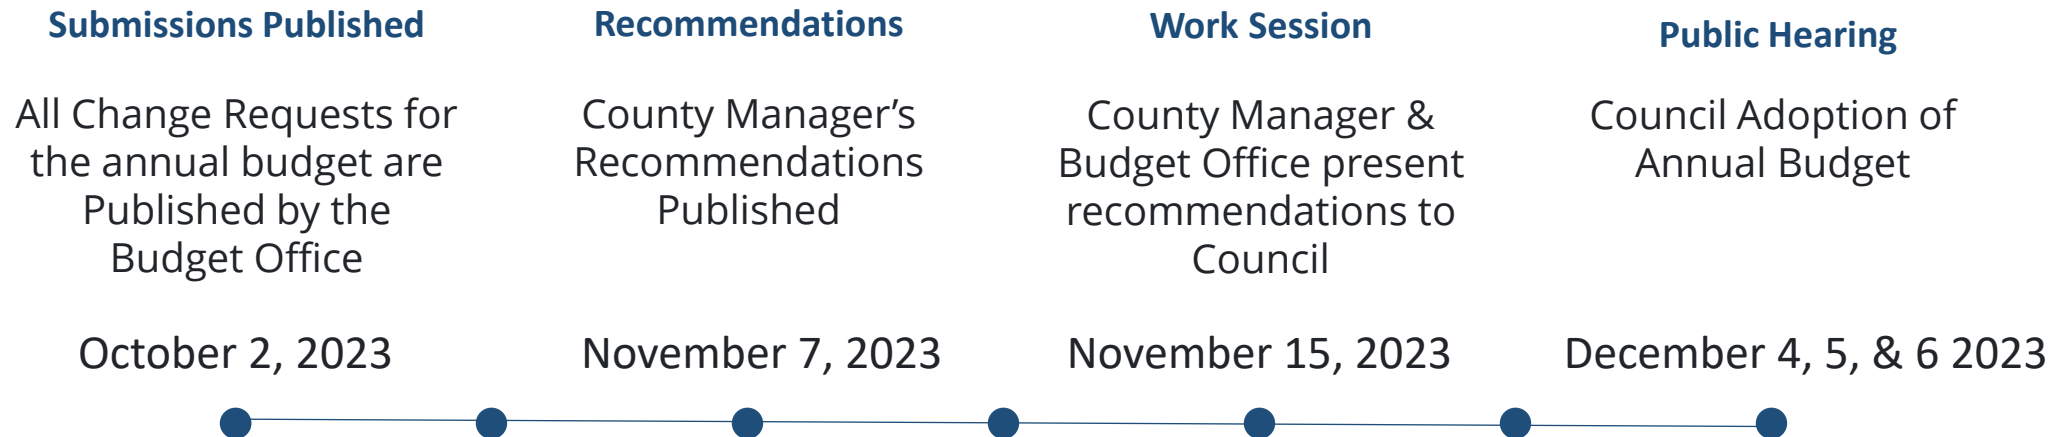 Submissions Published
All Change Requests for
the annual budget are
Published by the
Budget Office
October 2, 2023
Recommendations
County Manager’s
Recommendations
Published
November 7, 2023
Work Session
County Manager &
Budget Office present
recommendations to
Council
November 15, 2023
Public Hearing
Council Adoption of
Annual Budget
December 4, 5, & 6 2023